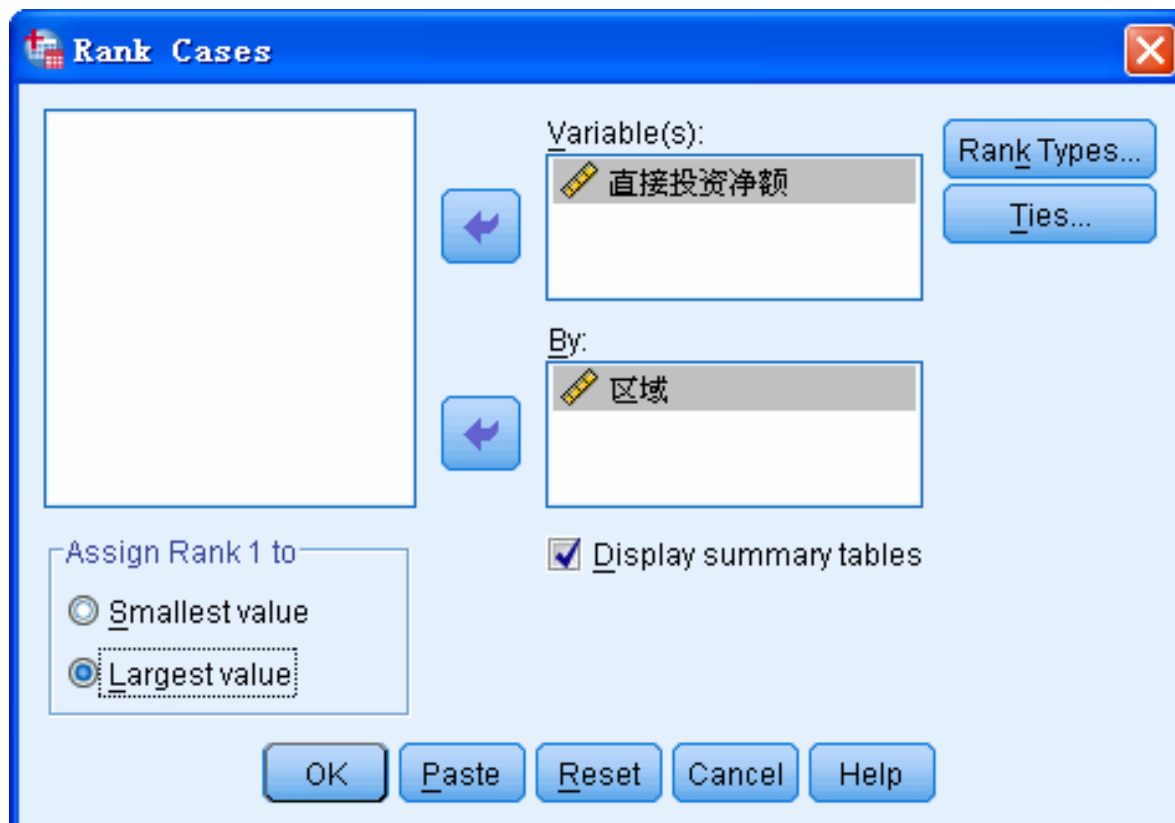 Rank Cases
Variable(s):
直接投资净额
Rank Types...
Ties...
By:
区域
Assign Rank 1 to
Smallest value
Largest value
Display summary tables
OK
Paste
Reset
Cancel
Help